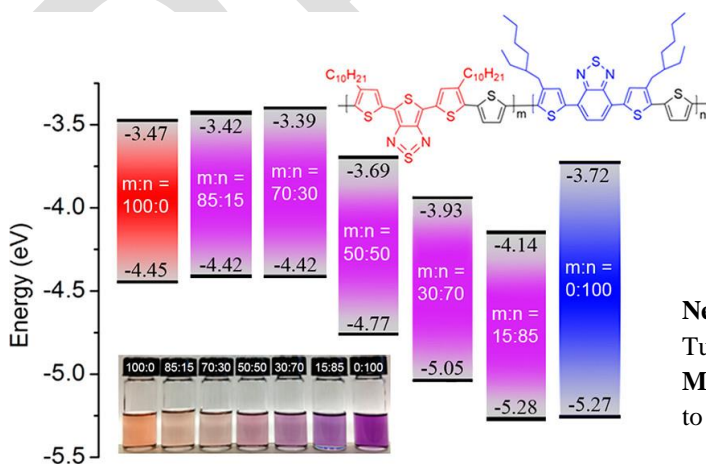 C10H21
C10H21
S
S
S
S
N
S
N
m
N
S
N
S
S
S
n
Energy (eV)
-3.5
-4.0
-4.5
-5.0
-5.5
-3.47
m:n =
100:0
-4.45
-3.42
m:n =
85:15
-4.42
-3.39
m:n =
70:30
-4.42
-3.69
m:n =
50:50
-4.77
-3.93
m:n =
30:70
-5.05
-4.14
m:n =
15:85
-5.28
-3.72
m:n =
0:100
-5.27
100:0 85:15 70:30 50:50 30:70 15:85 0:100
Ne
Tu
M
to